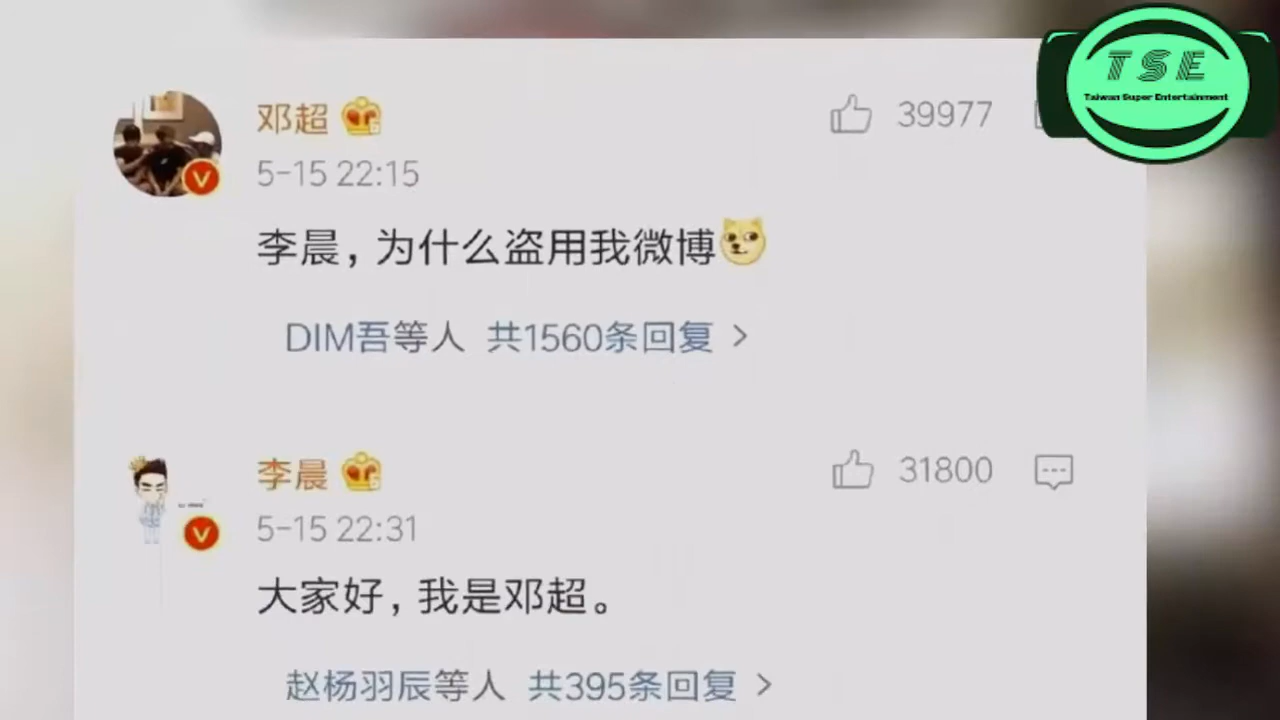 TSE
Taiwan Super Entertainment
邓超
39977
5-15 22:15
李晨，为什么盗用我微博
DIM吾等人 共1560条回复 >
李晨
31800
5-15 22:31
大家好，我是邓超。
赵杨羽辰等人 共395条回复 >